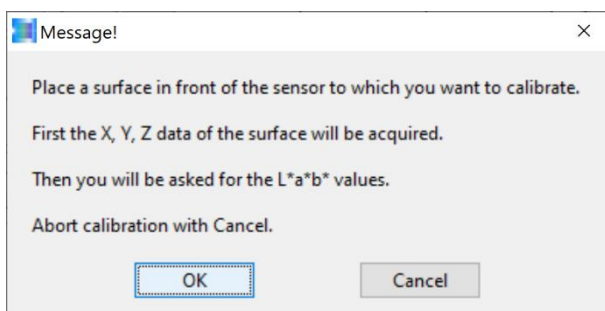 Message!
Place a surface in front of the sensor to which you want to calibrate.
First the X, Y, Z data of the surface will be acquired.
Then you will be asked for the L*a*b* values.
Abort calibration with Cancel.
OK Cancel